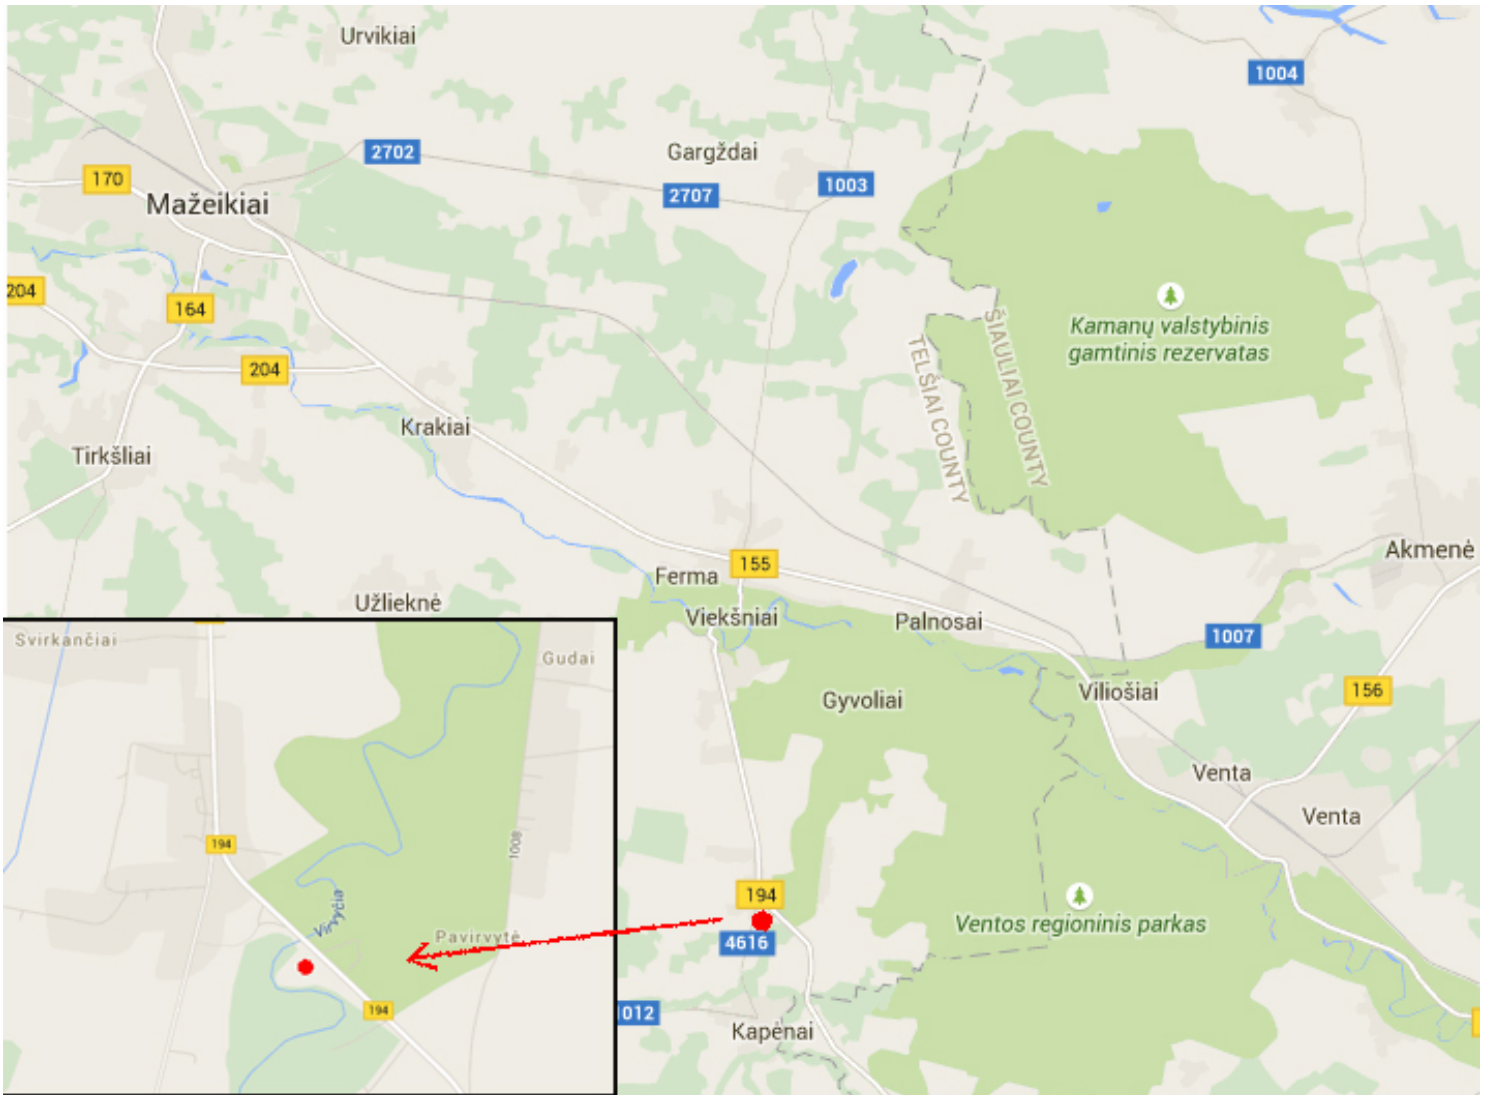 Urvikiai
1004
2702
Gargždai
170
2707
1003
Mažeikiai
204
164
Kamanų valstybinis
gamtinis rezervatas
ŠIAULIAI COUNTY
TELŠIAI COUNTY
204
Krakiai
Tirkšliai
Akmenė
155
Ferma
Užlieknė
Viekšniai
Palnosai
1007
Svirkančiai
Gudai
Gyvoliai
Viliošiai
156
Venta
Venta
194
1008
194
Virvyčia
Pavirvytė
Ventos regioninis parkas
4616
194
1012
Kapėnai